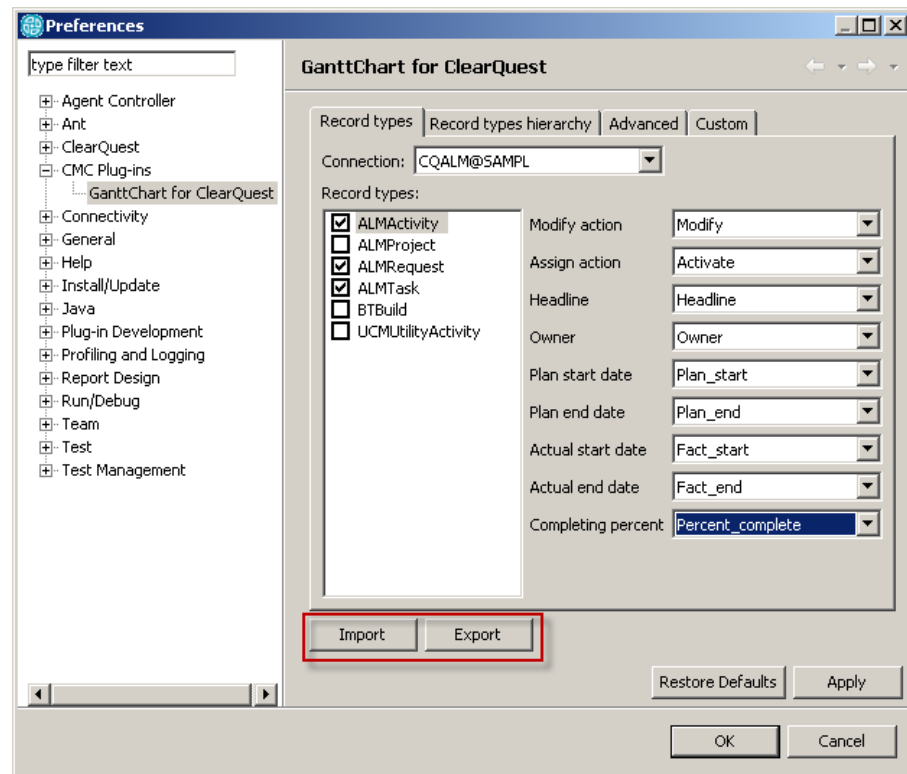 Preferences
type filter text
Agent Controller
Ant
ClearQuest
CMC Plug-ins
GanttChart for ClearQuest
Connectivity
General
Help
Install/Update
Java
Plug-in Development
Profiling and Logging
Report Design
Run/Debug
Team
Test
Test Management
GanttChart for ClearQuest
Record types Record types hierarchy Advanced Custom
Connection: CQALM@SAMPL
Record types:
ALMActivity
ALMProject
ALMRequest
ALMTask
BTBuild
UCMUtilityActivity
Modify action Modify
Assign action Activate
Headline Headline
Owner Owner
Plan start date Plan_start
Plan end date Plan_end
Actual start date Fact_start
Actual end date Fact_end
Completing percent Percent_complete
Import Export
Restore Defaults Apply
OK Cancel